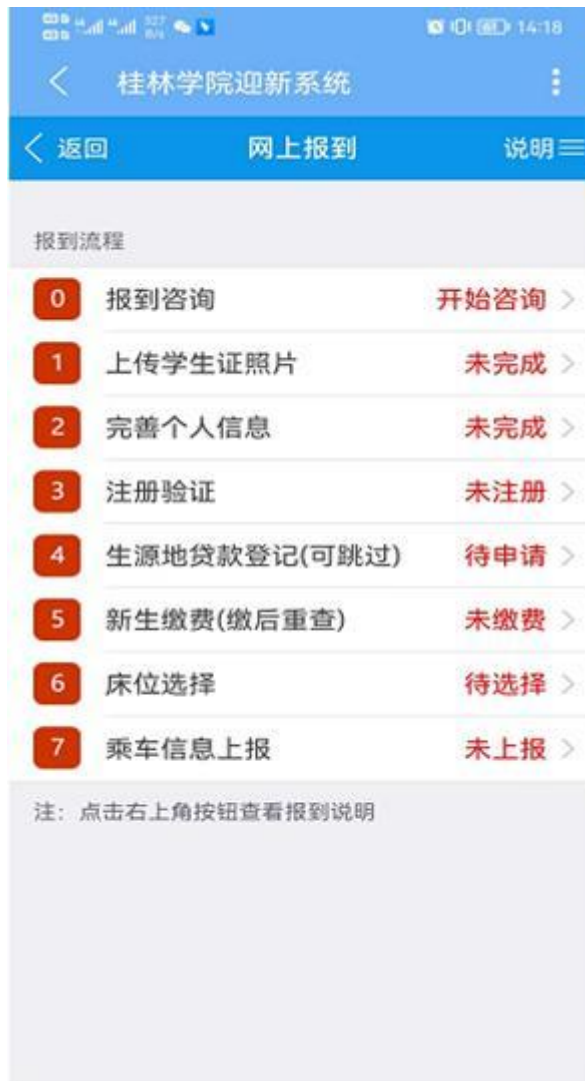 14:18
桂林学院迎新系统
返回 网上报到 说明
报到流程
0 报到咨询 开始咨询
1 上传学生证照片 未完成
2 完善个人信息 未完成
3 注册验证 未注册
4 生源地贷款登记(可跳过) 待申请
5 新生缴费(缴后重查) 未缴费
6 床位选择 待选择
7 乘车信息上报 未上报
注：点击右上角按钮查看报到说明